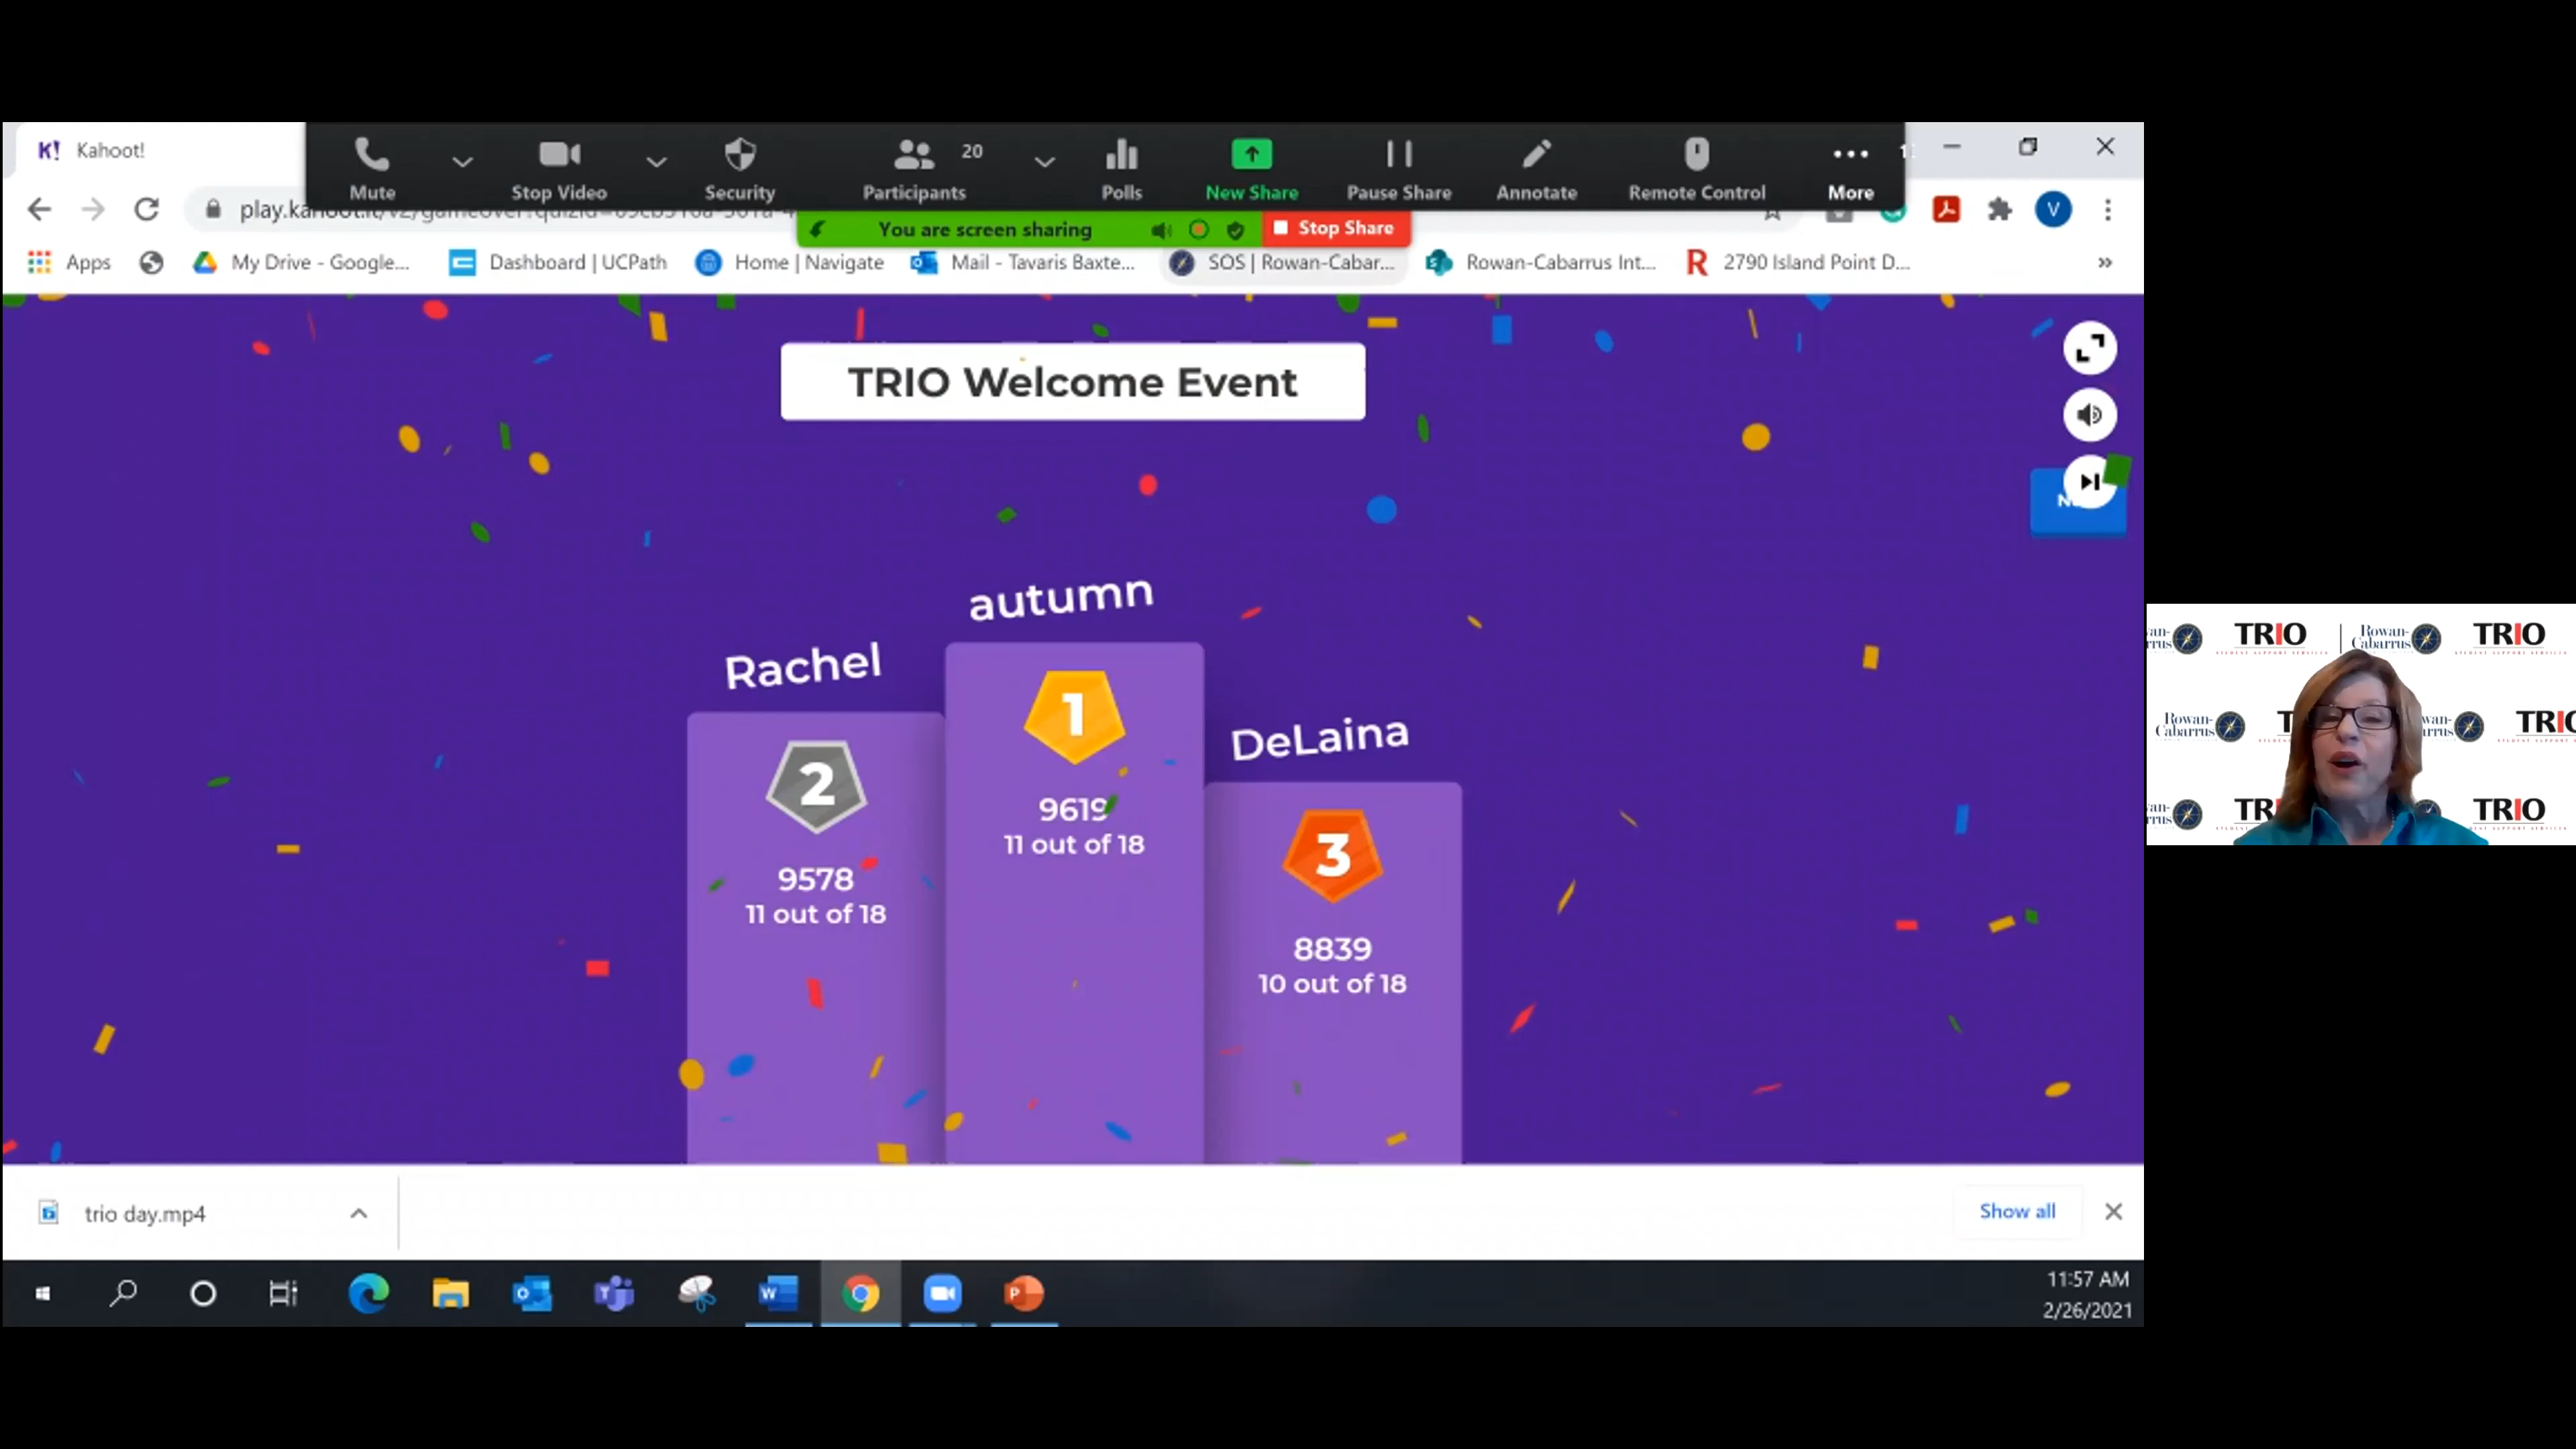 Kahoot!
Mute
Stop Video
Security
Participants
20
Polls
New Share
Pause Share
Annotate
Remote Control
More
You are screen sharing
Stop Share
V
Apps
My Drive - Google...
Dashboard | UCPath
Home | Navigate
Mail - Tavaris Baxte...
SOS | Rowan-Cabar...
Rowan-Cabarrus Int...
2790 Island Point D...
TRIO Welcome Event
autumn
Rachel
DeLaina
1
9619
11 out of 18
2
9578
11 out of 18
3
8839
10 out of 18
TRIO
Rowan-
Cabarrus
TRIO
Rowan-
Cabarrus
TRIO
TRIO
trio day.mp4
Show all
11:57 AM
2/26/2021